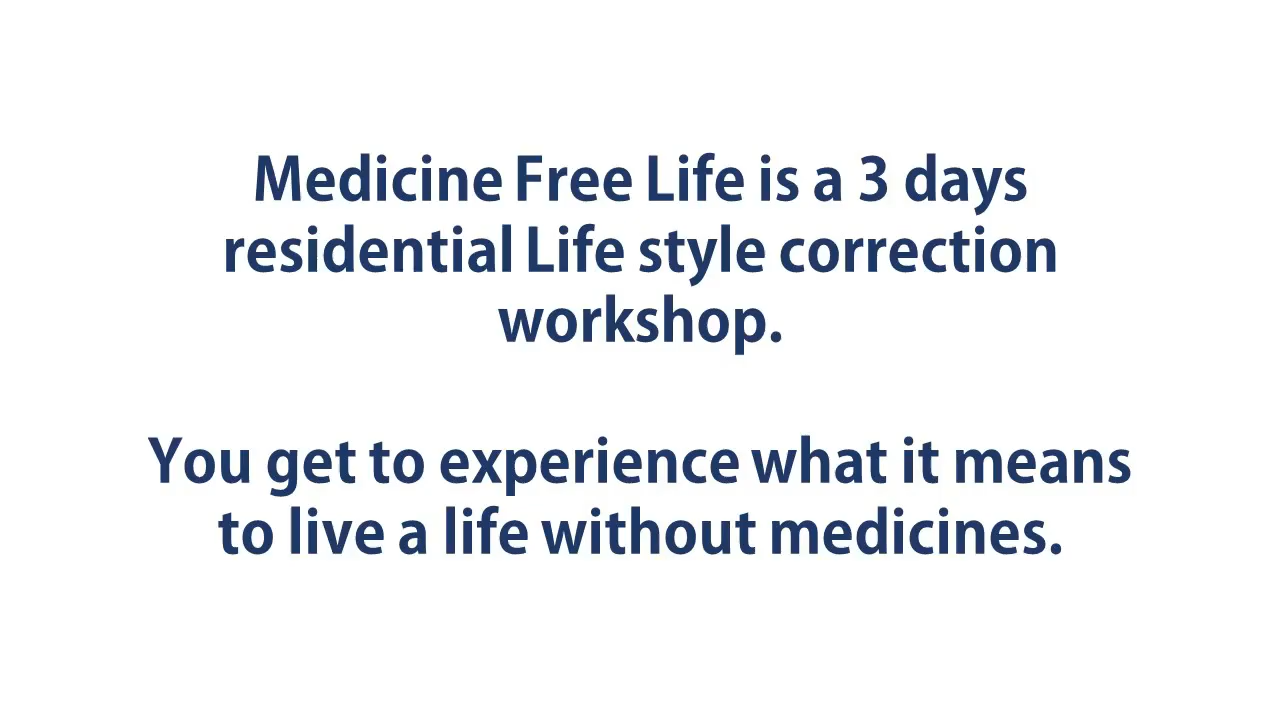 Medicine Free Life is a 3 days
residential Life style correction
workshop.
You get to experience what it means
to live a life without medicines.